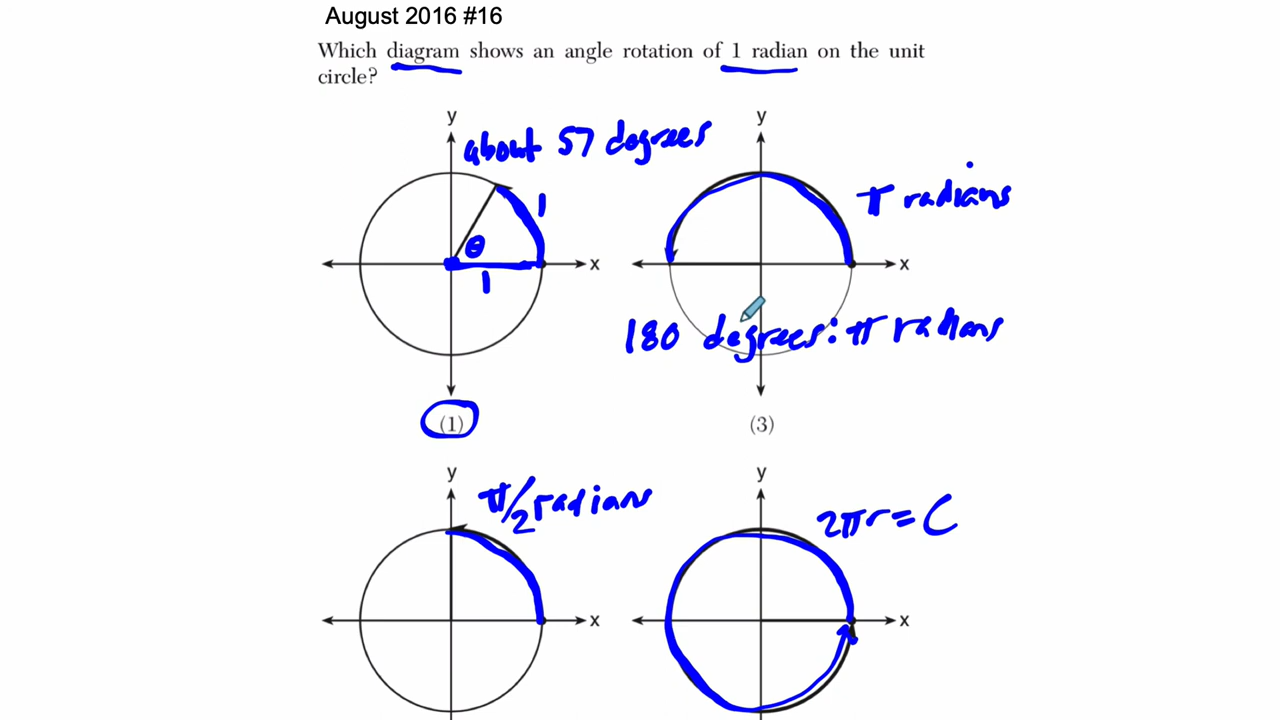 August 2016 #16
Which diagram shows an angle rotation of 1 radian on the unit
circle?
y
about 57 degrees
1
θ
x
1
(1)
y
π radians
x
180 degrees: π radians
(3)
y
π/2 radians
x
y
2πr = C
x